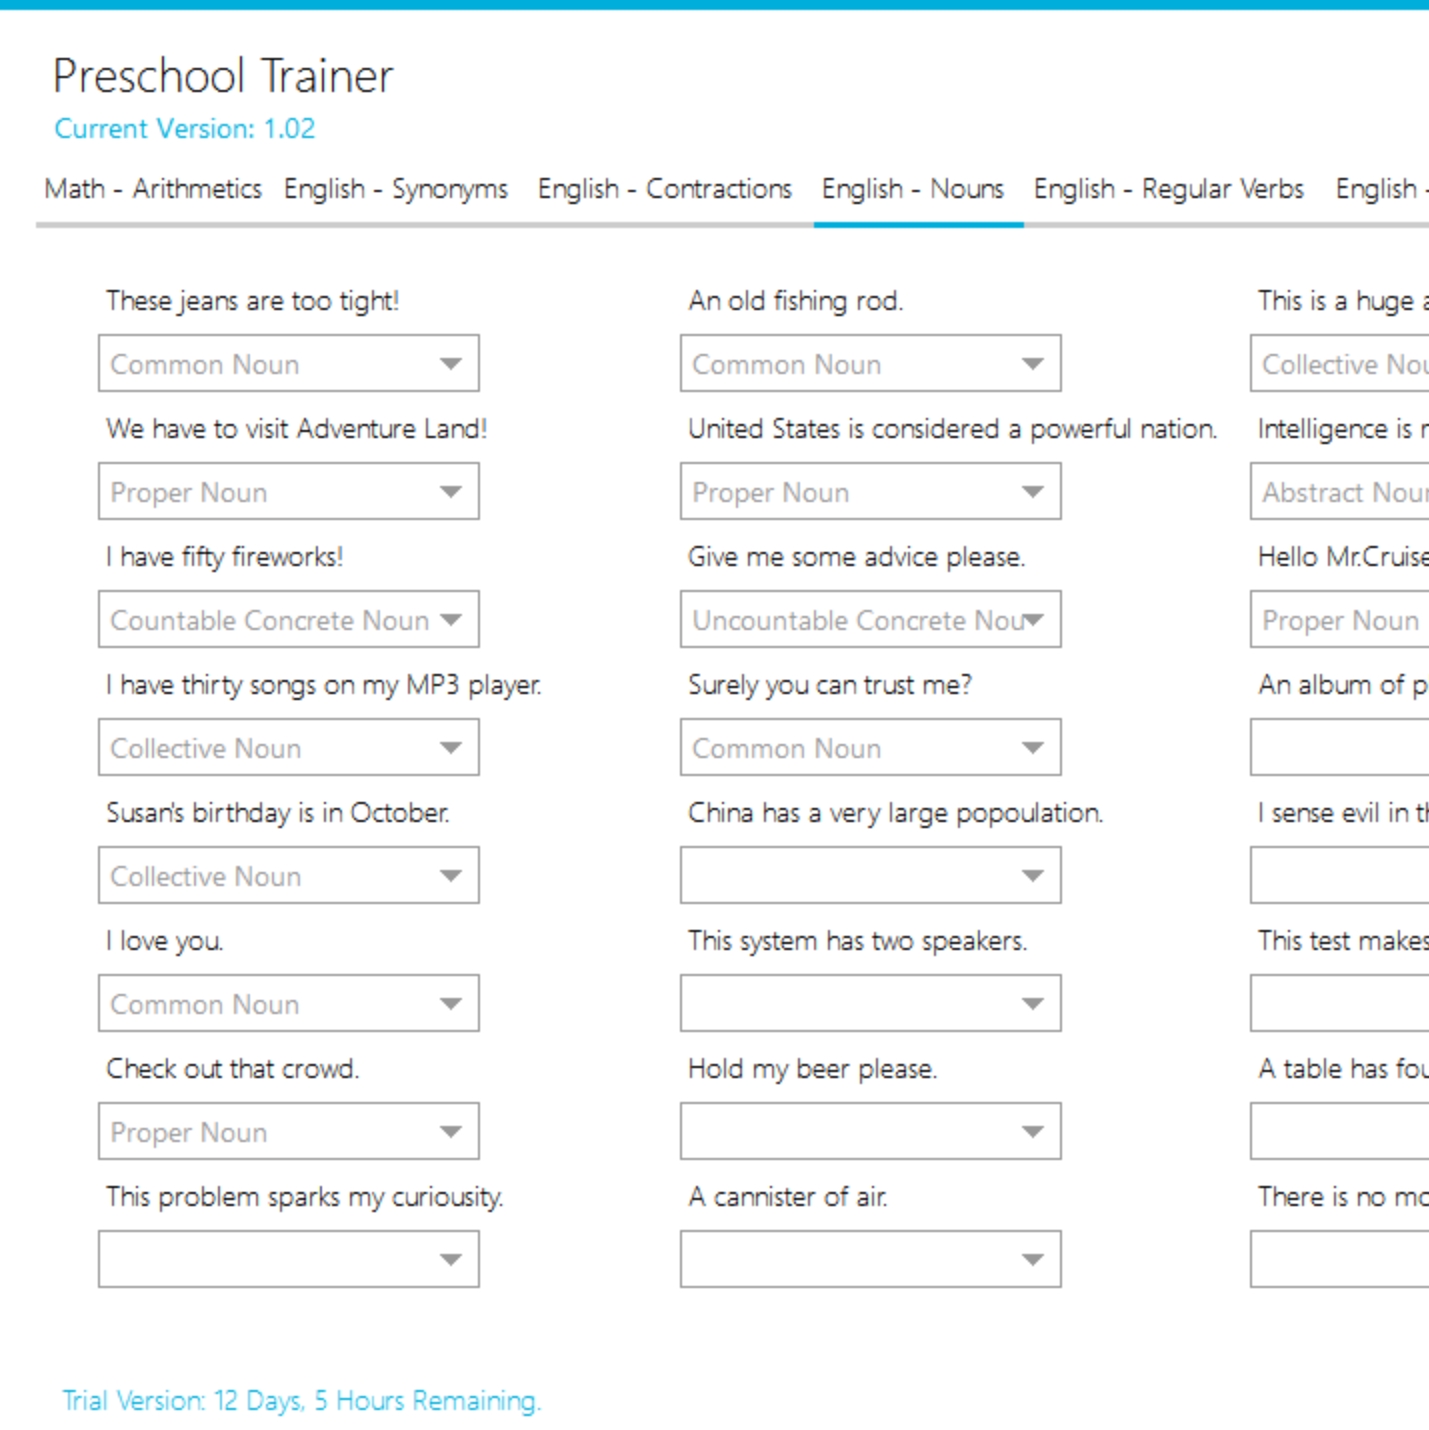 Preschool Trainer
Current Version: 1.02
Math - Arithmetics English - Synonyms English - Contractions English - Nouns English - Regular Verbs English -
These jeans are too tight! An old fishing rod. This is a huge
Common Noun Common Noun Collective
We have to visit Adventure Land! United States is considered a powerful nation. Intelligence is
Proper Noun Proper Noun Abstract
I have fifty fireworks! Give me some advice please. Hello Mr.Cruise
Countable Concrete Noun Uncountable Concrete Nou Proper Noun
I have thirty songs on my MP3 player. Surely you can trust me? An album of
Collective Noun Common Noun
Susan's birthday is in October. China has a very large popoulation. I sense evil in
Collective Noun
I love you. This system has two speakers. This test makes
Common Noun
Check out that crowd. Hold my beer please. A table has
Proper Noun
This problem sparks my curiousity. A cannister of air. There is no
Trial Version: 12 Days, 5 Hours Remaining.